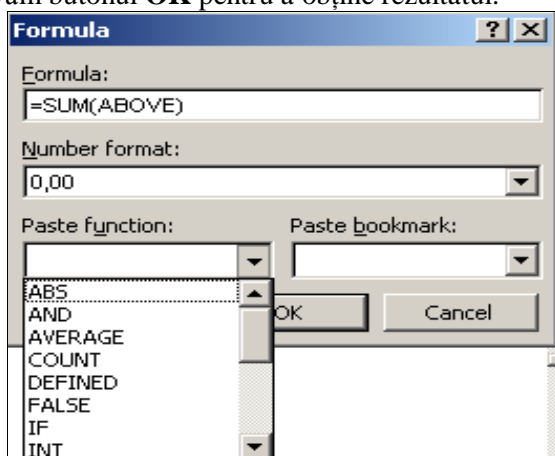 butonul OK pentru a obține rezultatul.
Formula
Formula:
=SUM(ABOVE)
Number format:
0,00
Paste function: Paste bookmark:
ABS
AND
AVERAGE
COUNT
DEFINED
FALSE
IF
INT
OK Cancel